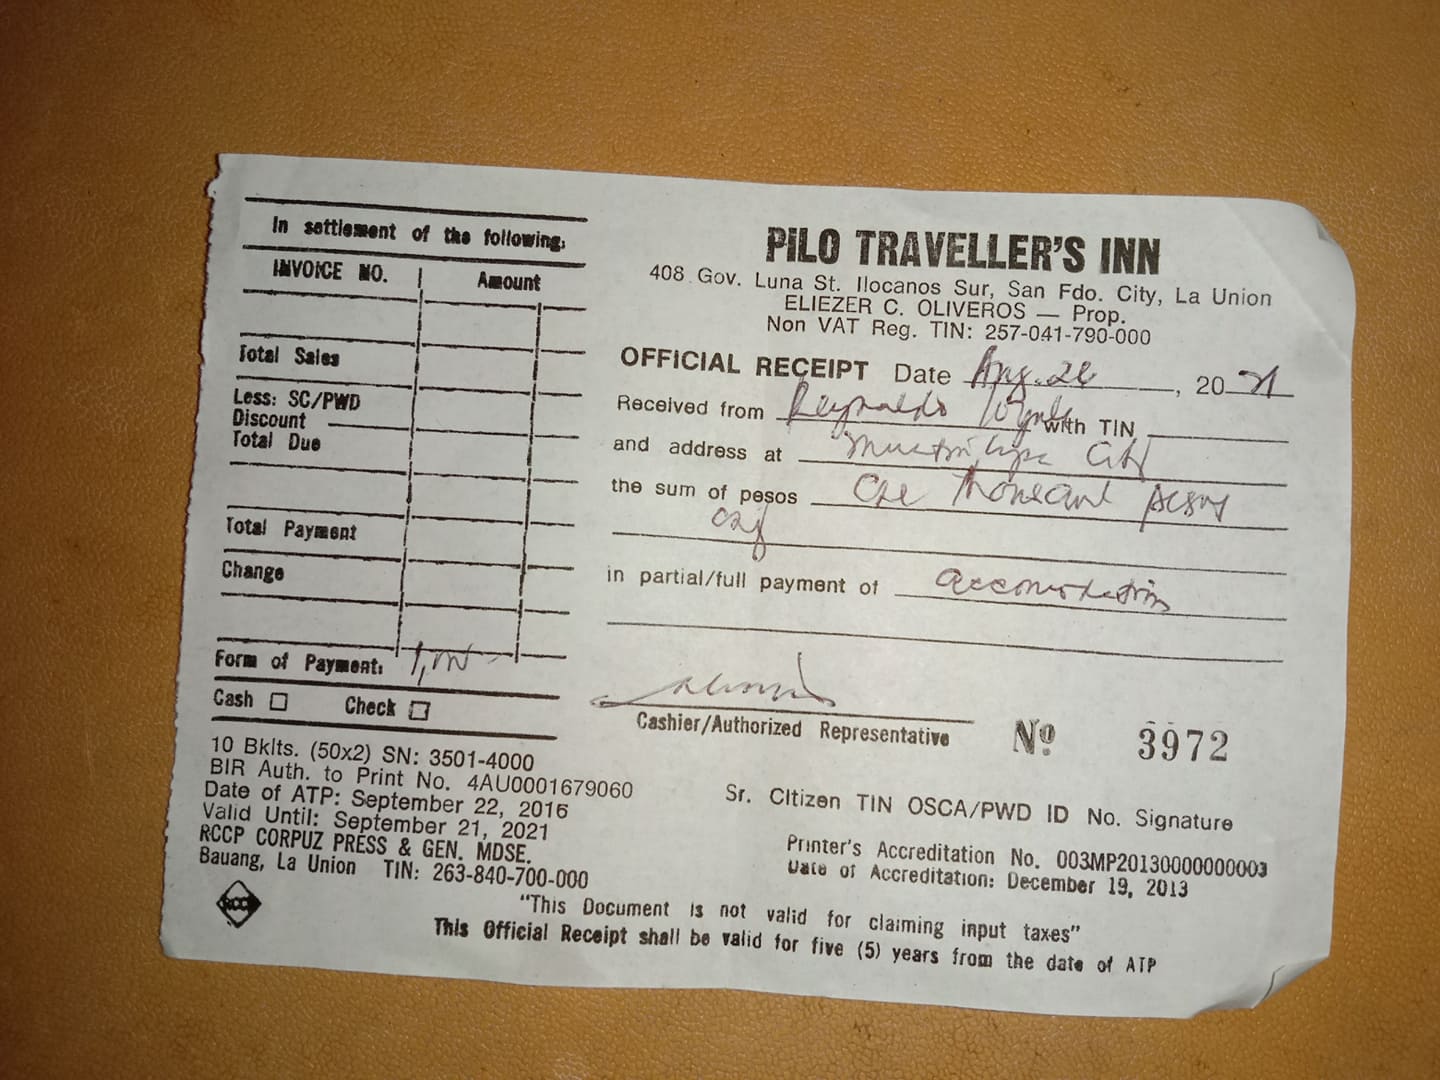 In settlement of the following:
INVOICE NO. Amount
Total Sales
Less: SC/PWD
Discount
Total Due
Total Payment
Change
Form of Payment: 1,000 -
Cash Check
10 Bklts. (50x2) SN: 3501-4000
BIR Auth. to Print No. 4AU0001679060
Date of ATP: September 22, 2016
Valid Until: September 21, 2021
RCCP CORPUZ PRESS & GEN. MDSE.
Bauang, La Union TIN: 263-840-700-000
RCCP
PILO TRAVELLER'S INN
408 Gov. Luna St. Ilocanos Sur, San Fdo. City, La Union
ELIEZER C. OLIVEROS — Prop.
Non VAT Reg. TIN: 257-041-790-000
OFFICIAL RECEIPT Date Aug. 26, 2021
Received from Reynaldo with TIN
and address at City
the sum of pesos One Thousand pesos
only
in partial/full payment of accomodation
Cashier/Authorized Representative
Nº 3972
Sr. Citizen TIN OSCA/PWD ID No. Signature
Printer's Accreditation No. 003MP20130000000003
Date of Accreditation: December 19, 2013
"This Document is not valid for claiming input taxes"
This Official Receipt shall be valid for five (5) years from the date of ATP